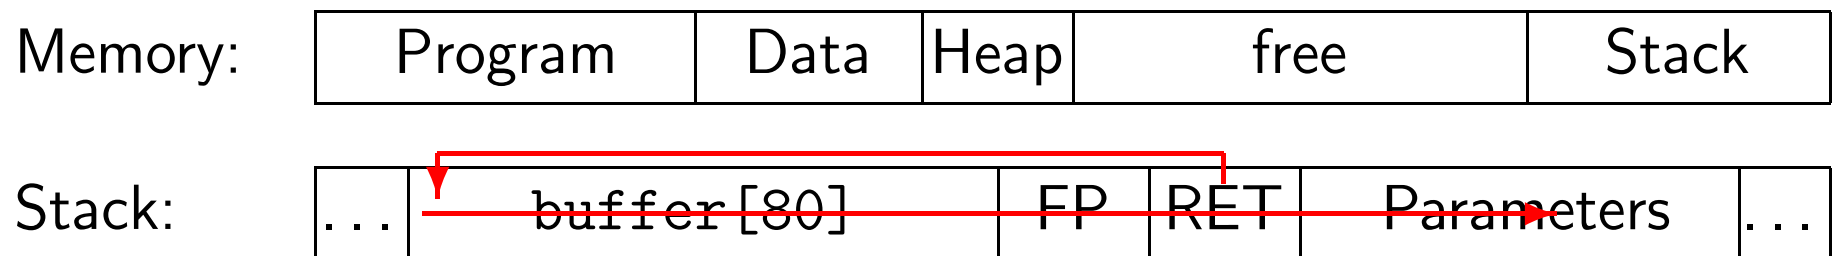 Memory: Program Data Heap free Stack
Stack: ... buffer[80] FP RET Parameters ...